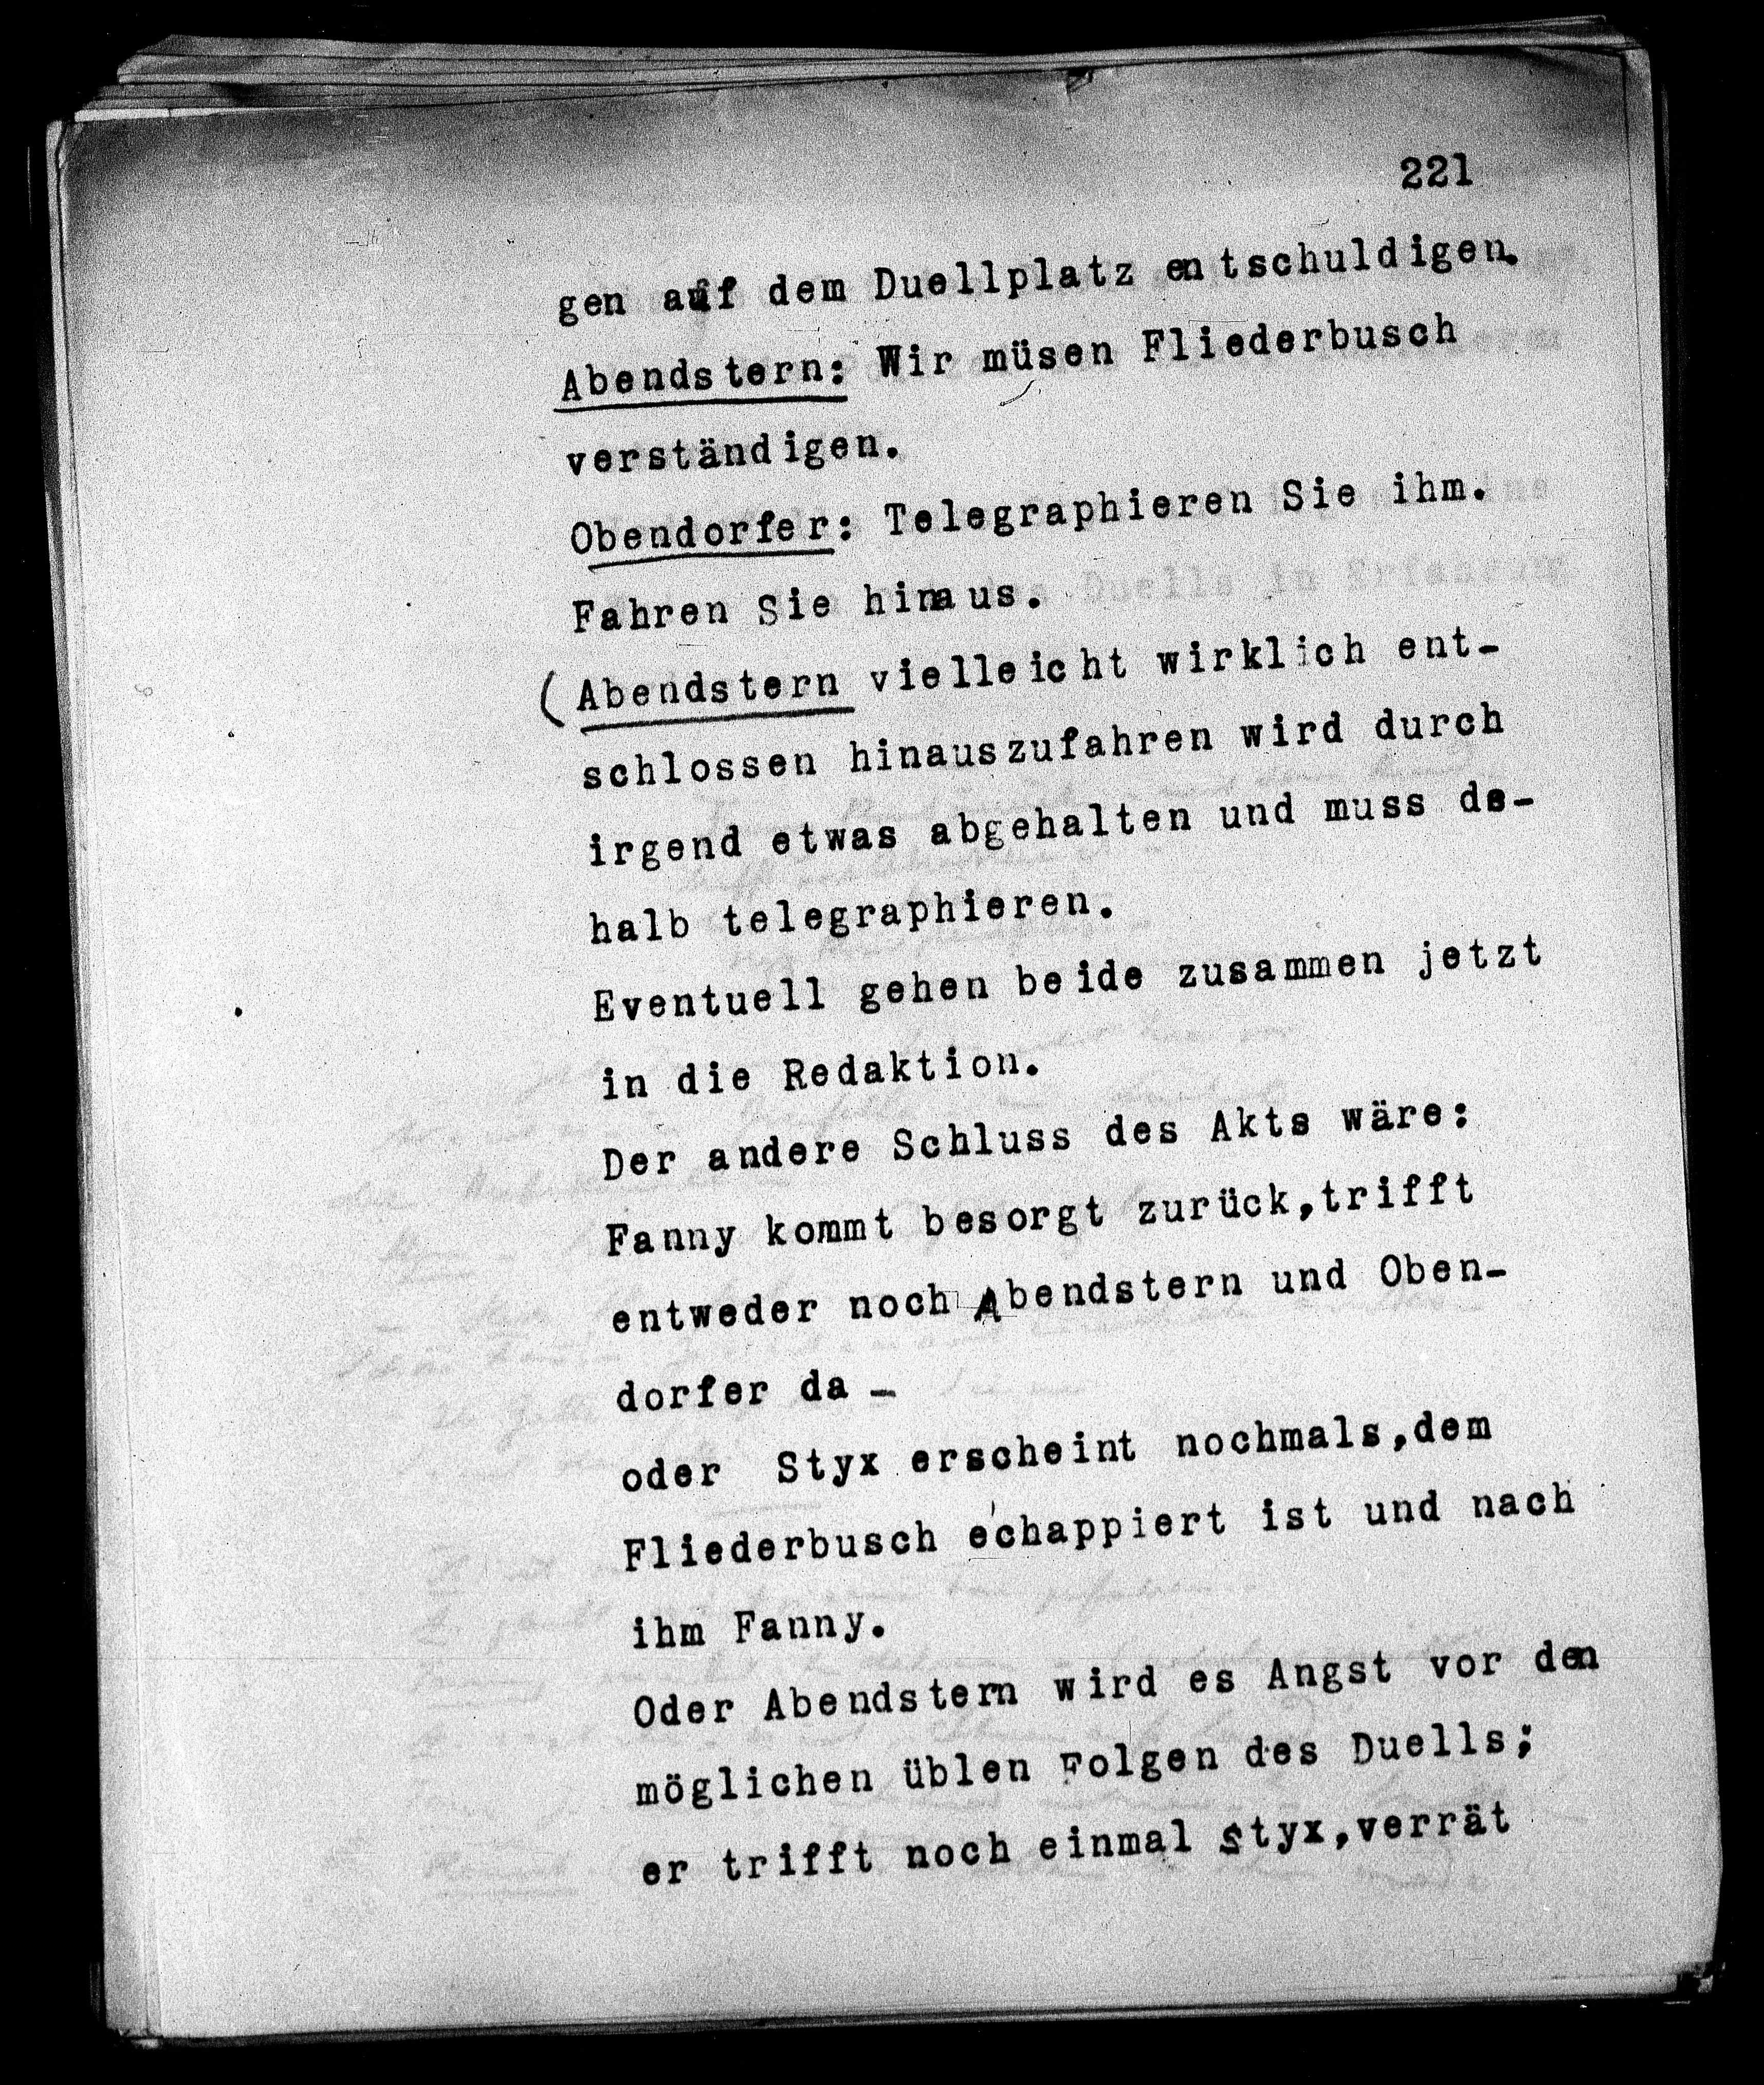 221
gen auf dem Duellplatz entschuldigen.
Abendstern: Wir müsen Fliederbusch
verständigen.
Obendorfer: Telegraphieren Sie ihm.
Fahren Sie hinaus.
(Abendstern vielleicht wirklich ent-
schlossen hinauszufahren wird durch
irgend etwas abgehalten und muss de-
halb telegraphieren.
Eventuell gehen beide zusammen jetzt
in die Redaktion.
Der andere Schluss des Akts wäre:
Fanny kommt besorgt zurück,trifft
entweder noch Abendstern und Oben-
dorfer da -
oder Styx erscheint nochmals,dem
Fliederbusch échappiert ist und nach
ihm Fanny.
Oder Abendstern wird es Angst vor den
möglichen üblen Folgen des Duells;
er trifft noch einmal Styx,verrät